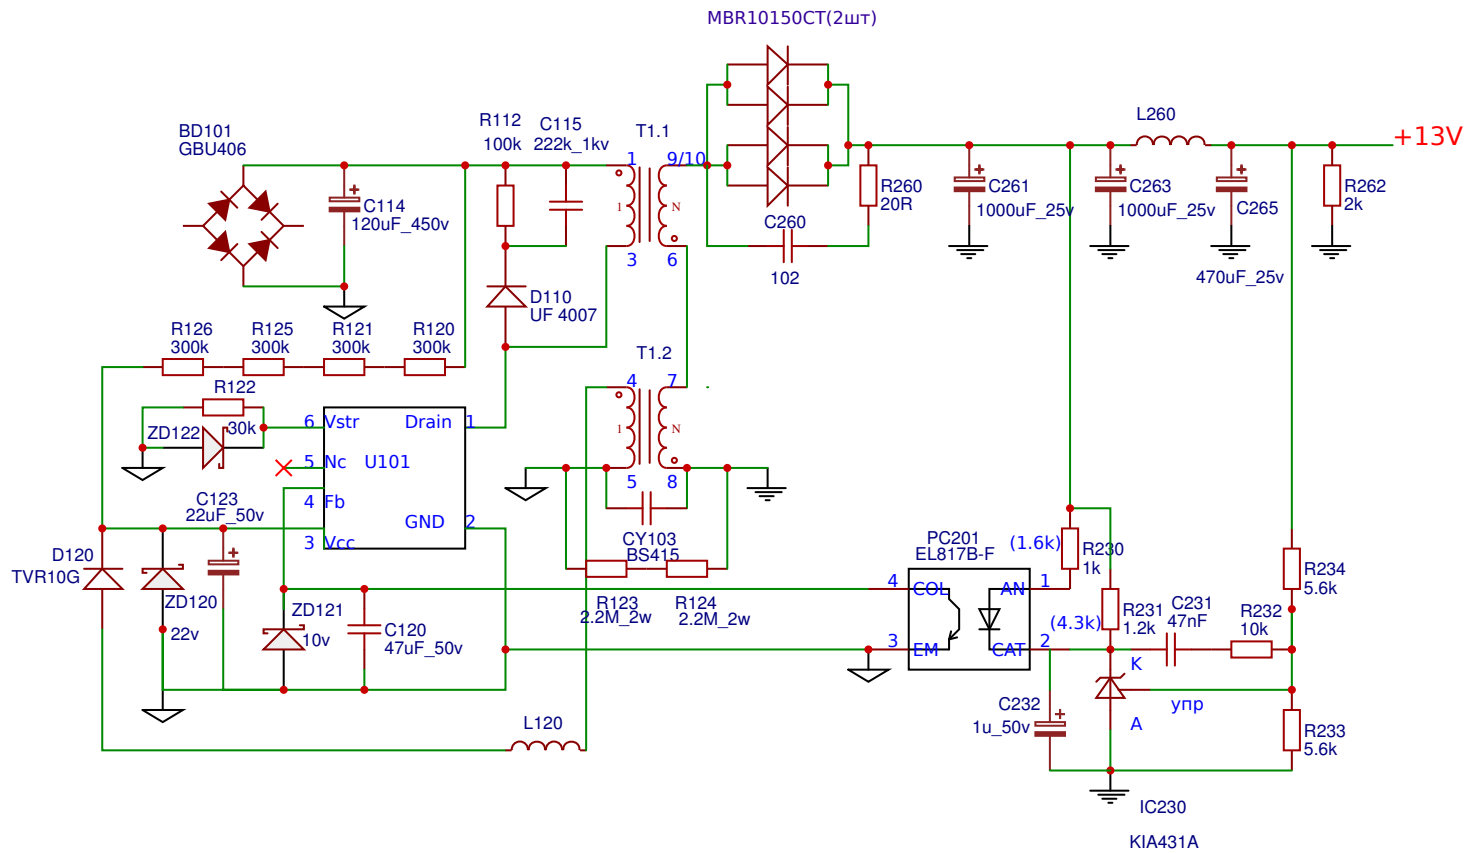 MBR10150CT(2шт)
BD101
GBU406
R112
100k
C115
222k_1kv
T1.1
1
9/10
3
6
I
N
L260
+13V
C114
120uF_450v
R260
20R
C261
1000uF_25v
C263
1000uF_25v
C265
470uF_25v
R262
2k
C260
102
D110
UF 4007
R126
300k
R125
300k
R121
300k
R120
300k
T1.2
4
7
5
8
I
N
R122
30k
ZD122
6
Vstr
Drain
1
5
Nc
U101
4
Fb
GND
2
3
Vcc
C123
22uF_50v
CY103
BS415
D120
TVR10G
ZD120
22v
ZD121
10v
C120
47uF_50v
R123
2.2M_2w
R124
2.2M_2w
PC201
EL817B-F
4
COL
AN
1
3
EM
CAT
2
(1.6k)
R230
1k
(4.3k)
R231
1.2k
C231
47nF
R232
10k
R234
5.6k
K
упр
A
C232
1u_50v
R233
5.6k
L120
IC230
KIA431A